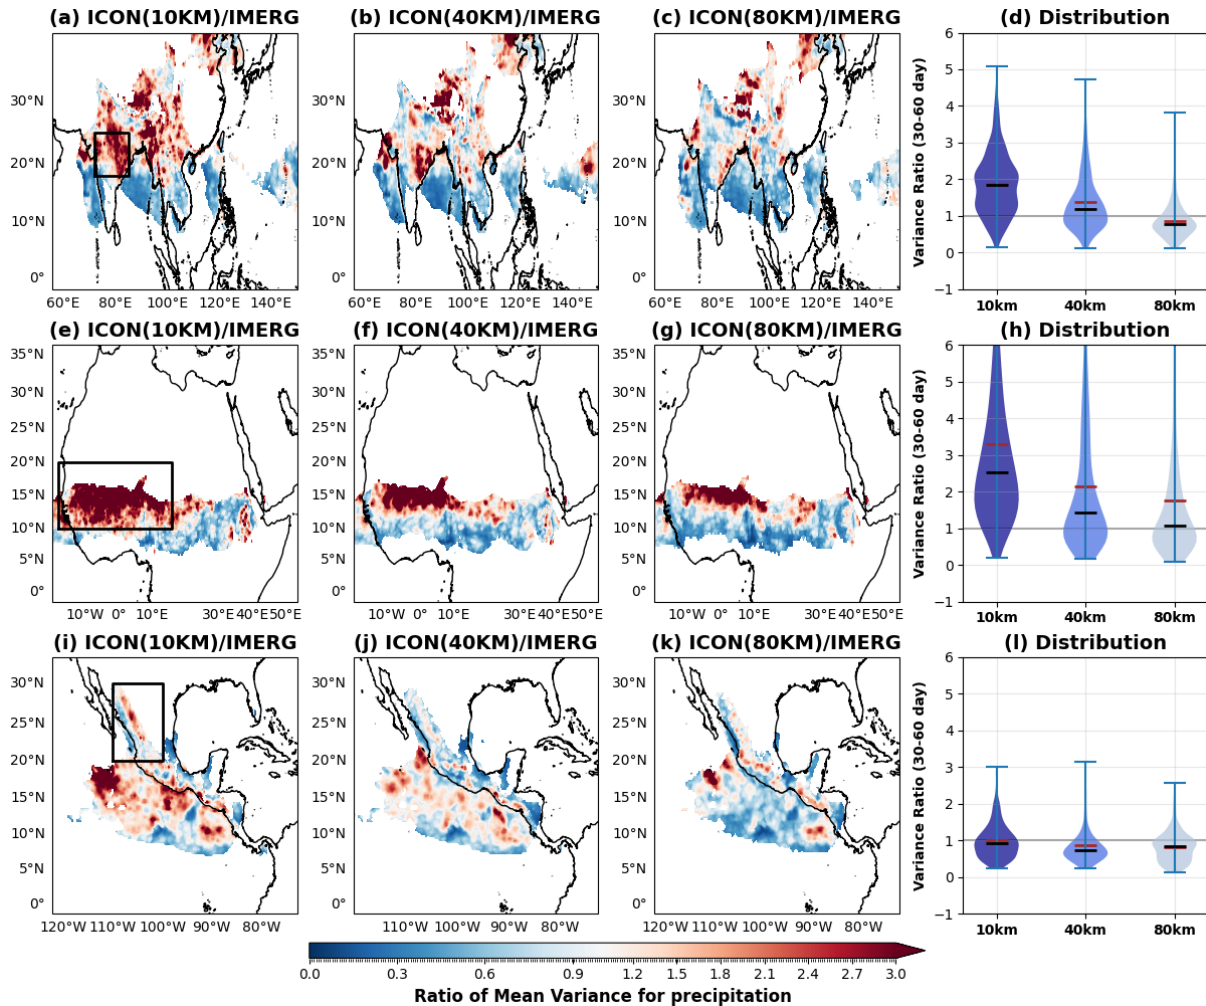 (a) ICON(10KM)/IMERG
(b) ICON(40KM)/IMERG
(c) ICON(80KM)/IMERG
(d) Distribution
30°N
20°N
10°N
0°
60°E 80°E 100°E 120°E 140°E
60°E 80°E 100°E 120°E 140°E
60°E 80°E 100°E 120°E 140°E
Variance Ratio (30-60 day)
6
5
4
3
2
1
0
−1
10km 40km 80km
(e) ICON(10KM)/IMERG
(f) ICON(40KM)/IMERG
(g) ICON(80KM)/IMERG
(h) Distribution
35°N
30°N
25°N
20°N
15°N
10°N
5°N
0°
10°W 0° 10°E 30°E 40°E 50°E
10°W 0° 10°E 30°E 40°E 50°E
10°W 0° 10°E 30°E 40°E 50°E
Variance Ratio (30-60 day)
6
5
4
3
2
1
0
−1
10km 40km 80km
(i) ICON(10KM)/IMERG
(j) ICON(40KM)/IMERG
(k) ICON(80KM)/IMERG
(l) Distribution
30°N
25°N
20°N
15°N
10°N
5°N
0°
120°W 110°W 100°W 90°W 80°W
110°W 100°W 90°W 80°W
110°W 100°W 90°W 80°W
Variance Ratio (30-60 day)
6
5
4
3
2
1
0
−1
10km 40km 80km
0.0 0.3 0.6 0.9 1.2 1.5 1.8 2.1 2.4 2.7 3.0
Ratio of Mean Variance for precipitation